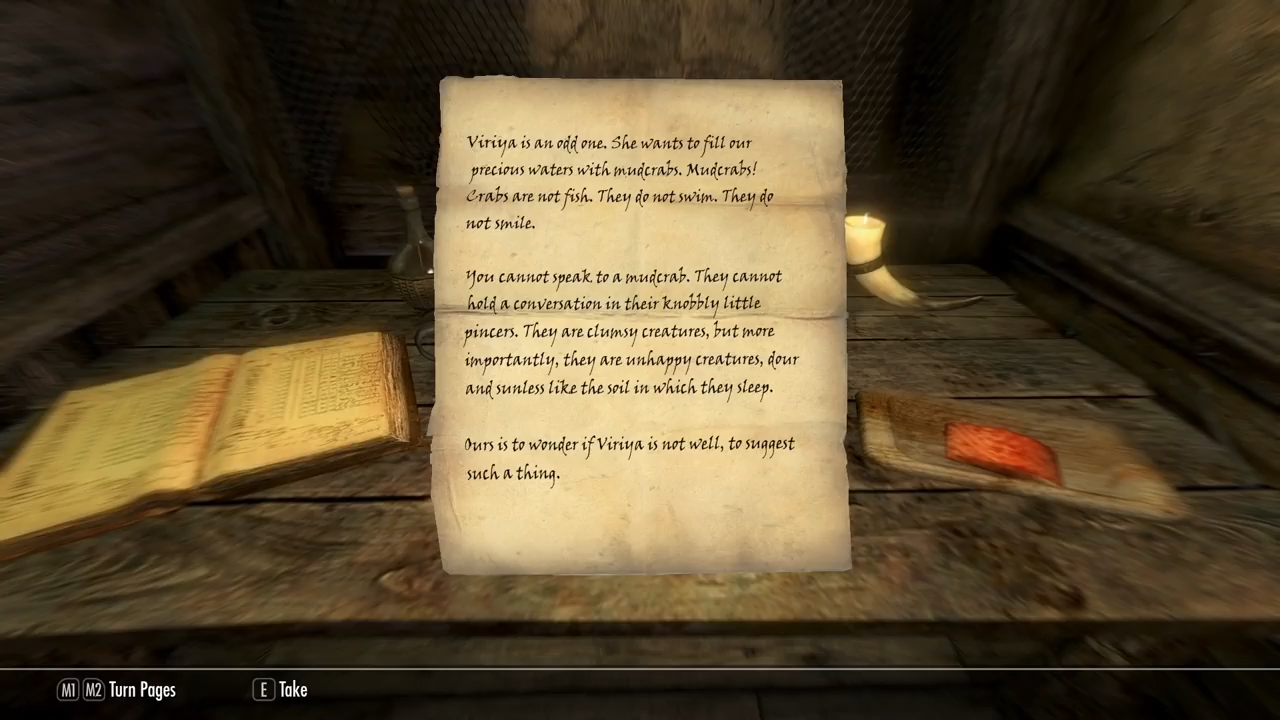 Viriya is an odd one. She wants to fill our
precious waters with mudcrabs. Mudcrabs!
Crabs are not fish. They do not swim. They do
not smile.
You cannot speak to a mudcrab. They cannot
hold a conversation in their knobbly little
pincers. They are clumsy creatures, but more
importantly, they are unhappy creatures, dour
and sunless like the soil in which they sleep.
Ours is to wonder if Viriya is not well, to suggest
such a thing.
M1 M2 Turn Pages E Take